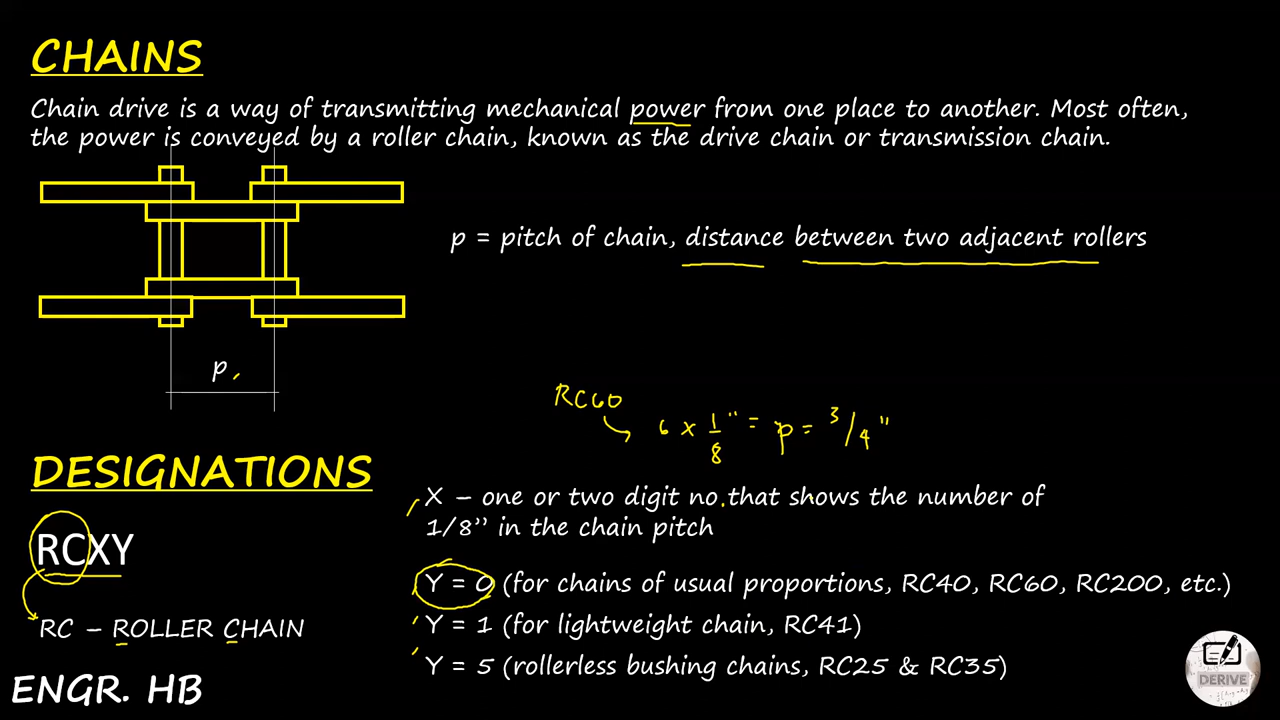 CHAINS
Chain drive is a way of transmitting mechanical power from one place to another. Most often,
the power is conveyed by a roller chain, known as the drive chain or transmission chain.
p = pitch of chain, distance between two adjacent rollers
p
RC60
6 x 1/8" = p = 3/4"
DESIGNATIONS
RCXY
RC – ROLLER CHAIN
X – one or two digit no.that shows the number of
1/8” in the chain pitch
Y = 0 (for chains of usual proportions, RC40, RC60, RC200, etc.)
Y = 1 (for lightweight chain, RC41)
Y = 5 (rollerless bushing chains, RC25 & RC35)
ENGR. HB
DERIVE